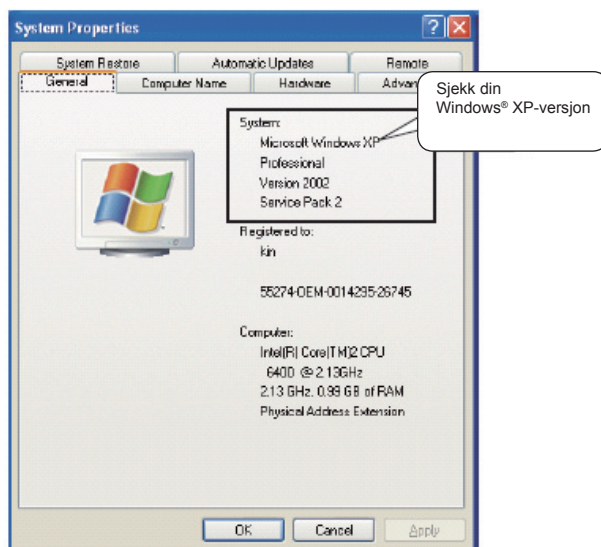 System Properties
System Restore Automatic Updates Remote
General Computer Name Hardware
Sjekk din
Windows® XP-versjon
System:
Microsoft Windows XP
Professional
Version 2002
Service Pack 2
Registered to:
kin
55274-OEM-0014295-26745
Computer:
Intel(R) Core(TM)2 CPU
6400 @ 2.13GHz
2.13 GHz, 0.99 GB of RAM
Physical Address Extension
OK Cancel Apply